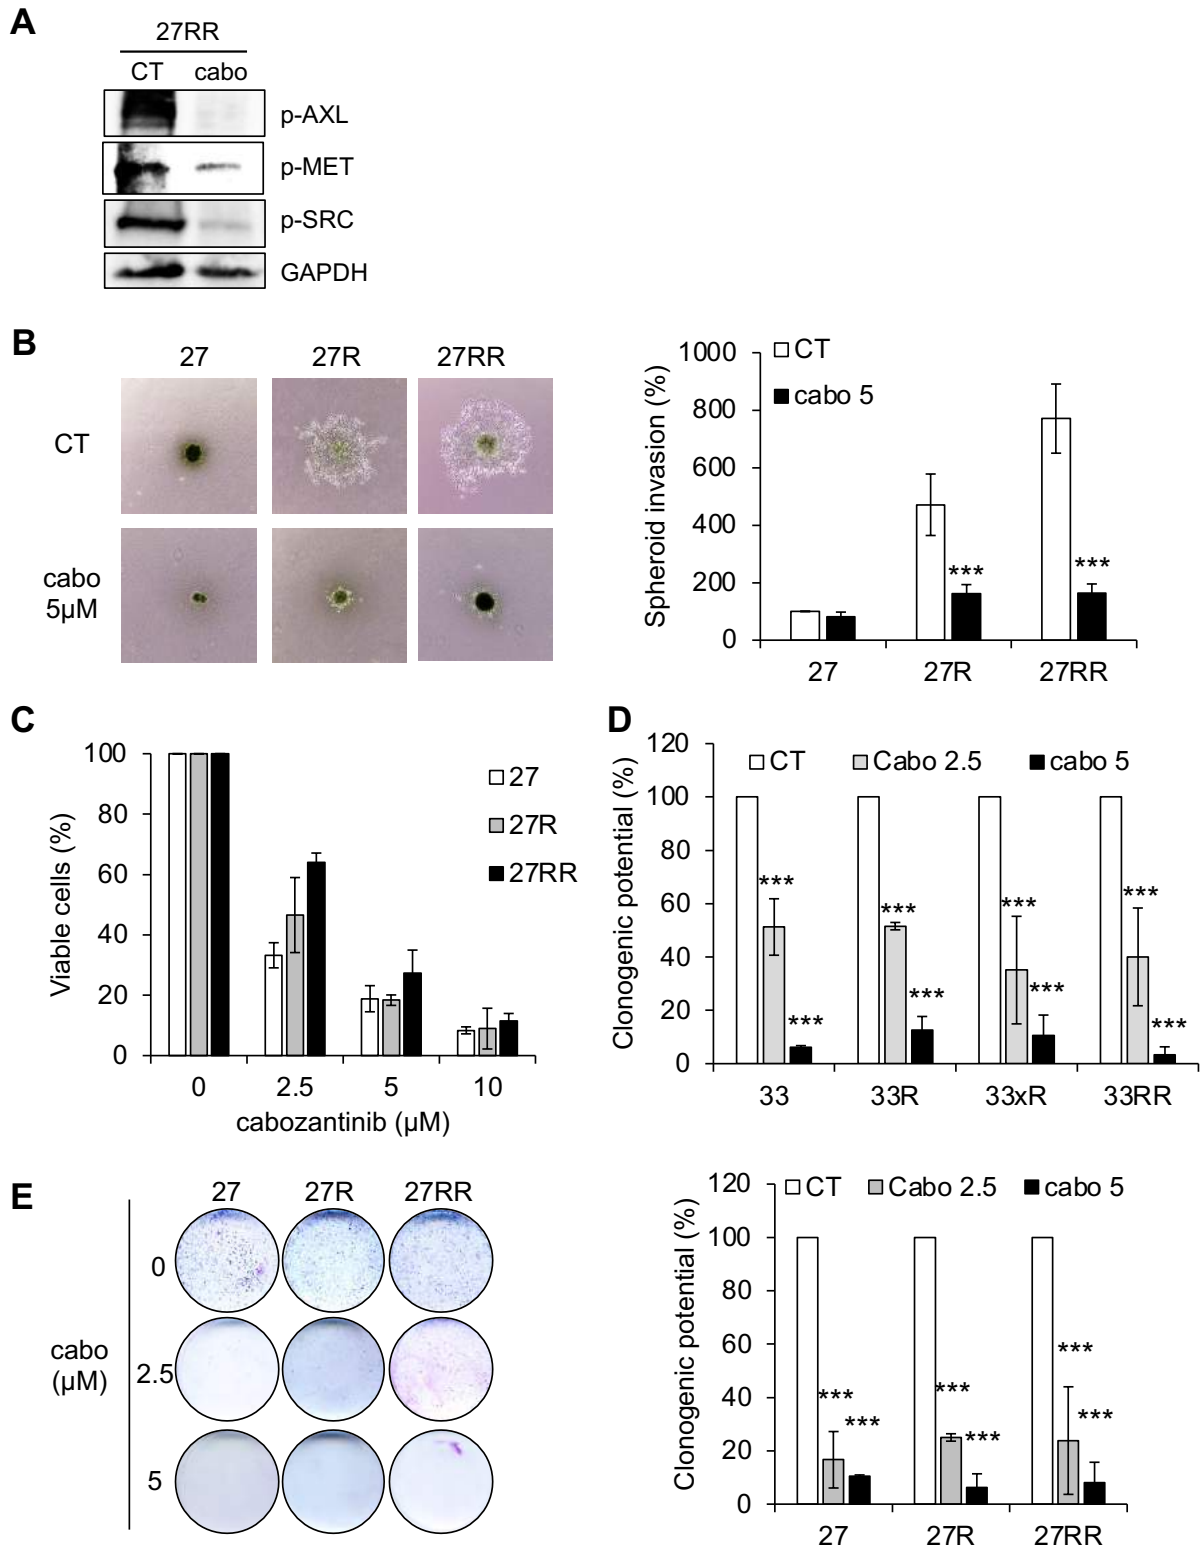 A
27RR
CT cabo
p-AXL
p-MET
p-SRC
GAPDH
B
27 27R 27RR
CT
cabo
5µM
Spheroid invasion (%)
1000
800
600
400
200
0
CT
cabo 5
***
***
27 27R 27RR
C
Viable cells (%)
100
80
60
40
20
0
27
27R
27RR
0 2.5 5 10
cabozantinib (µM)
D
Clonogenic potential (%)
120
100
80
60
40
20
0
CT Cabo 2.5 cabo 5
*** *** *** ***
*** *** *** ***
33 33R 33xR 33RR
E
27 27R 27RR
cabo
(µM)
0
2.5
5
Clonogenic potential (%)
120
100
80
60
40
20
0
CT Cabo 2.5 cabo 5
*** *** ***
*** *** ***
27 27R 27RR